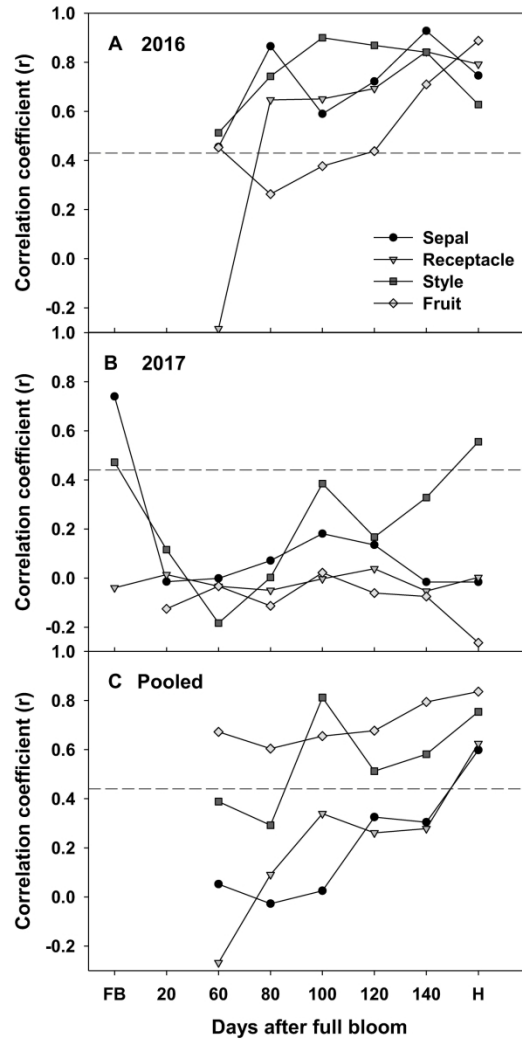 1.0
A 2016
0.8
0.6
0.4
0.2
0.0
-0.2
Correlation coefficient (r)
Sepal
Receptacle
Style
Fruit
1.0
B 2017
0.8
0.6
0.4
0.2
0.0
-0.2
Correlation coefficient (r)
1.0
C Pooled
0.8
0.6
0.4
0.2
0.0
-0.2
Correlation coefficient (r)
FB 20 60 80 100 120 140 H
Days after full bloom